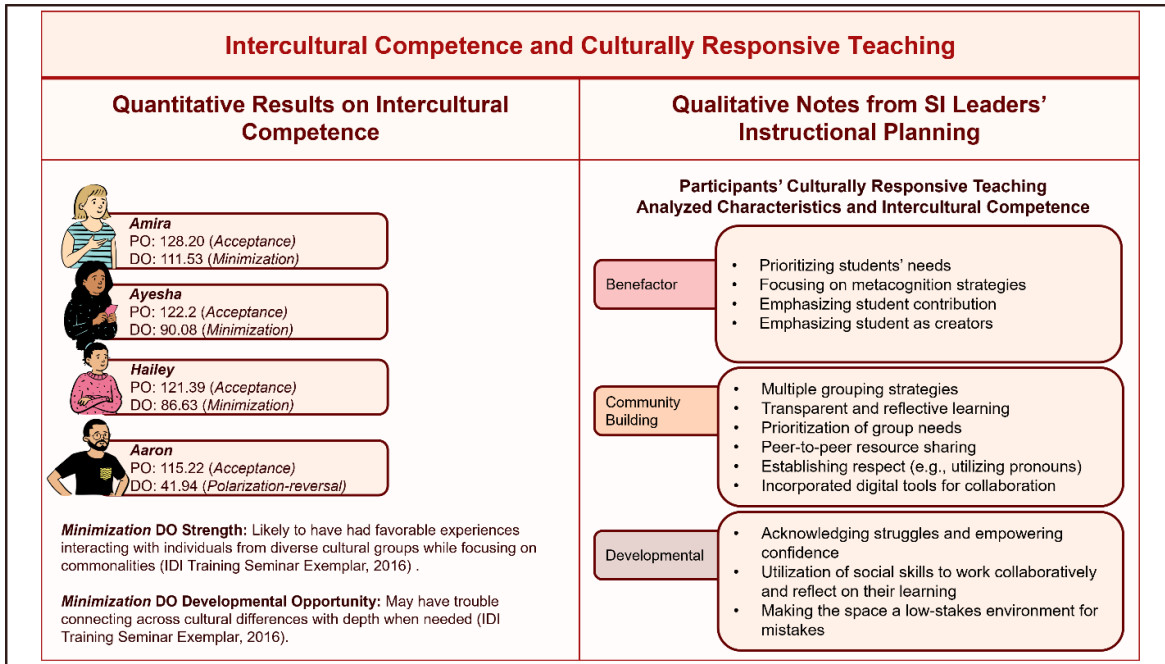 Intercultural Competence and Culturally Responsive Teaching
Quantitative Results on Intercultural
Competence
Amira
PO: 128.20 (Acceptance)
DO: 111.53 (Minimization)
Ayesha
PO: 122.2 (Acceptance)
DO: 90.08 (Minimization)
Hailey
PO: 121.39 (Acceptance)
DO: 86.63 (Minimization)
Aaron
PO: 115.22 (Acceptance)
DO: 41.94 (Polarization-reversal)
Minimization DO Strength: Likely to have had favorable experiences
interacting with individuals from diverse cultural groups while focusing on
commonalities (IDI Training Seminar Exemplar, 2016) .
Minimization DO Developmental Opportunity: May have trouble
connecting across cultural differences with depth when needed (IDI
Training Seminar Exemplar, 2016).
Qualitative Notes from SI Leaders'
Instructional Planning
Participants' Culturally Responsive Teaching
Analyzed Characteristics and Intercultural Competence
Benefactor
• Prioritizing students' needs
• Focusing on metacognition strategies
• Emphasizing student contribution
• Emphasizing student as creators
Community
Building
• Multiple grouping strategies
• Transparent and reflective learning
• Prioritization of group needs
• Peer-to-peer resource sharing
• Establishing respect (e.g., utilizing pronouns)
• Incorporated digital tools for collaboration
Developmental
• Acknowledging struggles and empowering
confidence
• Utilization of social skills to work collaboratively
and reflect on their learning
• Making the space a low-stakes environment for
mistakes